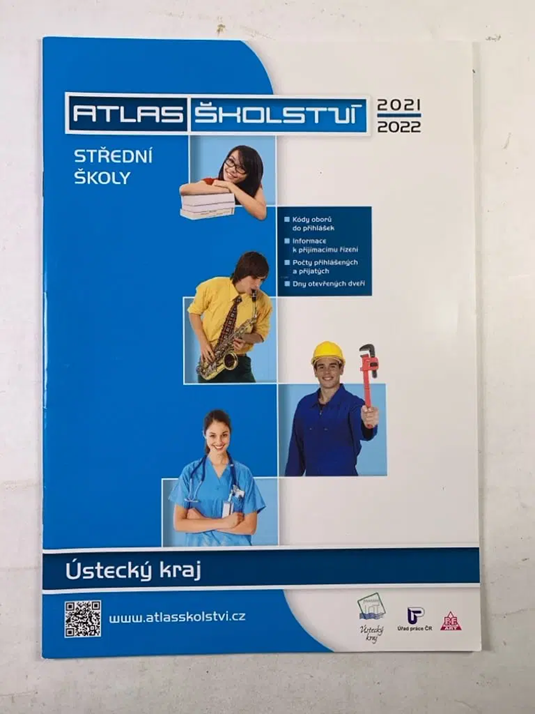 ATLAS ŠKOLSTVÍ 2021
2022
STŘEDNÍ
ŠKOLY
Kódy oborů
do přihlášek
Informace
k přijímacímu řízení
Počty přihlášených
a přijatých
Dny otevřených dveří
Ústecký kraj
www.atlasskolstvi.cz
Ústecký
kraj
Úřad práce ČR
P.F.
ART